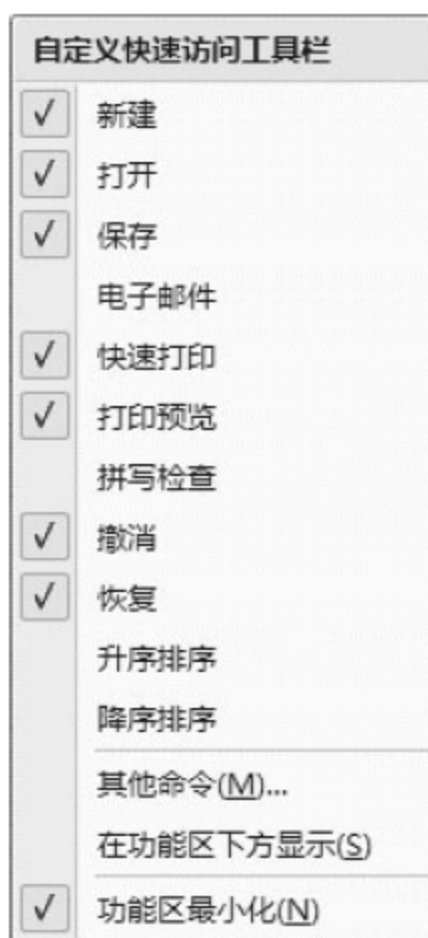 自定义快速访问工具栏
新建
打开
保存
电子邮件
快速打印
打印预览
拼写检查
撤消
恢复
升序排序
降序排序
其他命令(M)...
在功能区下方显示(S)
功能区最小化(N)